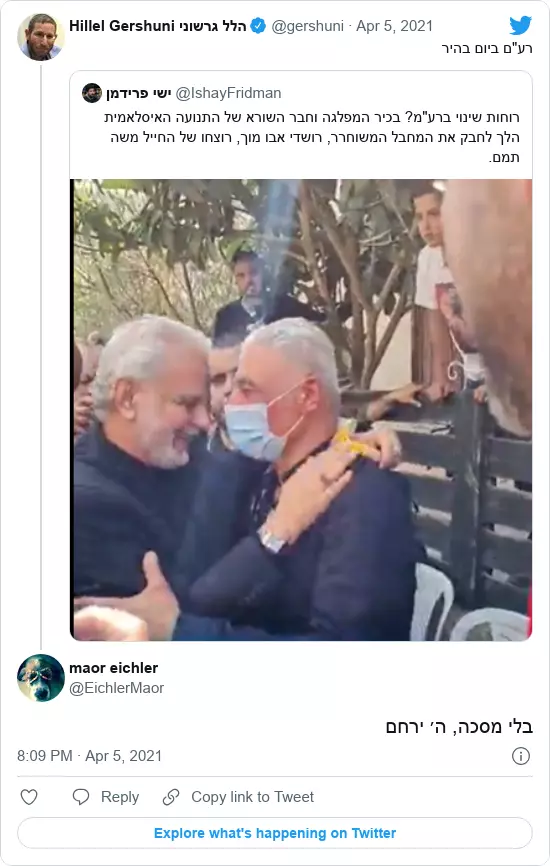 Hillel Gershuni הלל גרשוני @gershuni · Apr 5, 2021
רע"ם ביום בהיר
ישי פרידמן @IshayFridman
רוחות שינוי ברע"מ? בכיר המפלגה וחבר השורא של התנועה האיסלאמית
הלך לחבק את המחבל המשוחרר, רושדי אבו מוך, רוצחו של החייל משה
תמם.
maor eichler
@EichlerMaor
בלי מסכה, ה׳ ירחם
8:09 PM · Apr 5, 2021
Reply
Copy link to Tweet
Explore what's happening on Twitter